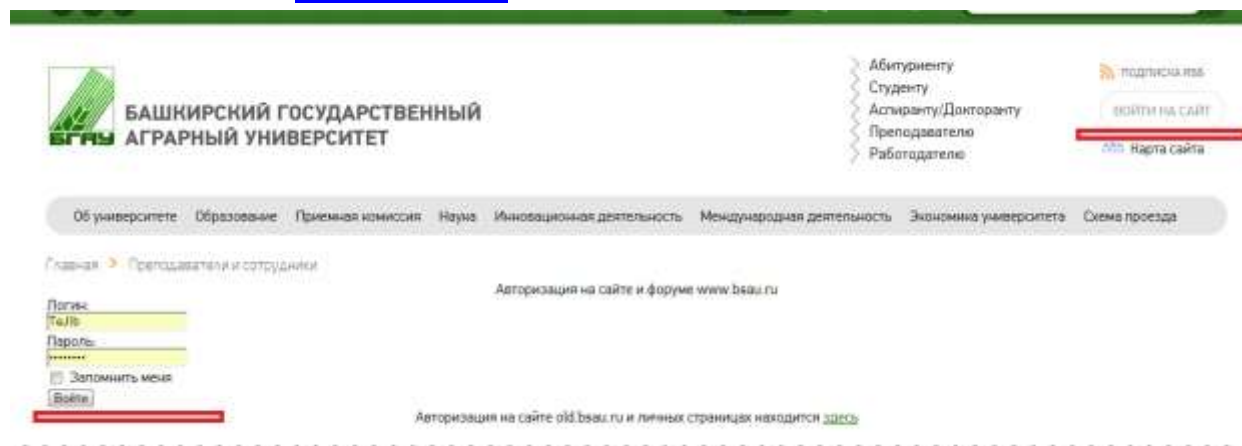 Абитуриенту
Студенту
Аспиранту/Докторанту
Преподавателю
Работодателю
подписка RSS
ВОЙТИ НА САЙТ
Карта сайта
БГАУ
БАШКИРСКИЙ ГОСУДАРСТВЕННЫЙ
АГРАРНЫЙ УНИВЕРСИТЕТ
Об университете Образование Приемная комиссия Наука Инновационная деятельность Международная деятельность Экономика университета Схема проезда
Главная > Преподаватели и сотрудники
Авторизация на сайте и форуме www.bsau.ru
Логин:
Пароль:
Запомнить меня
Войти
Авторизация на сайте old.bsau.ru и личных страницах находится здесь